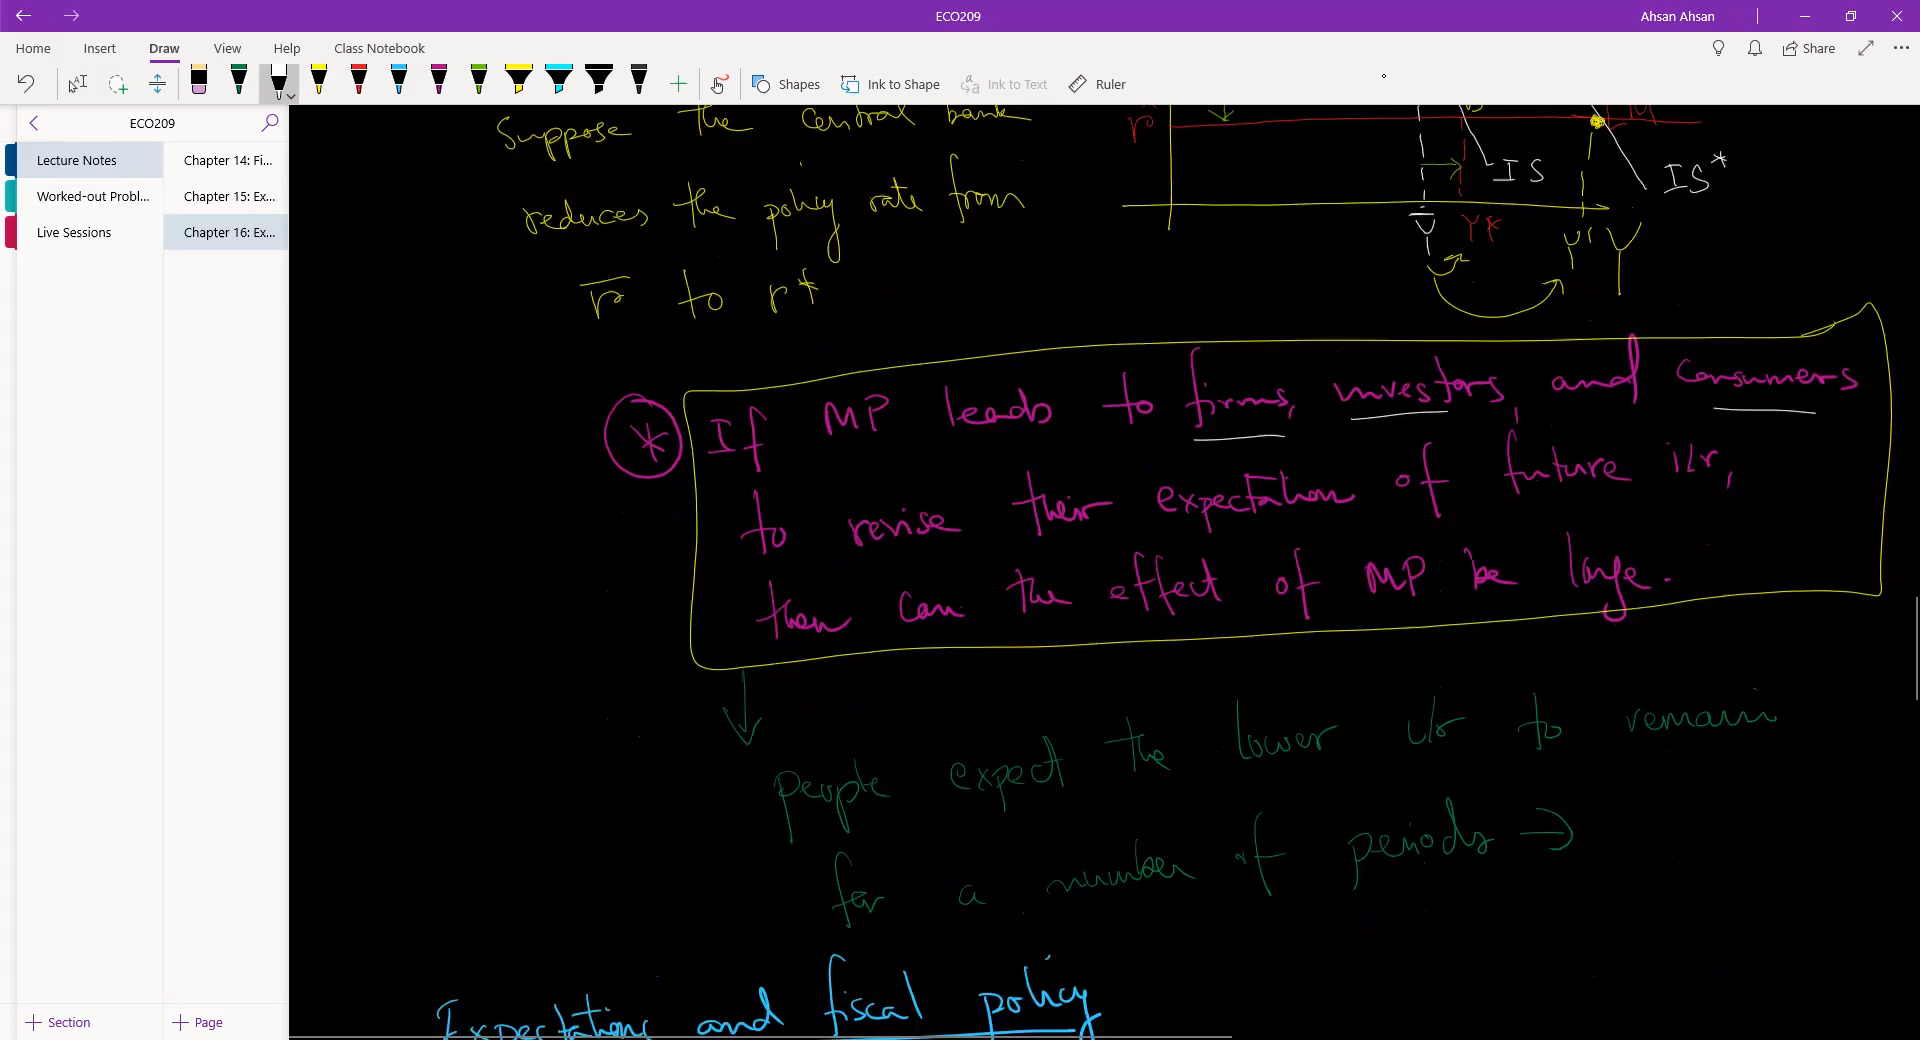 ECO209
Ahsan Ahsan
Home Insert Draw View Help Class Notebook
Share
Shapes Ink to Shape Ink to Text Ruler
ECO209
Lecture Notes
Worked-out Probl...
Live Sessions
Chapter 14: Fi...
Chapter 15: Ex...
Chapter 16: Ex...
Section
Page
Suppose the central bank
reduces the policy rate from
r̅ to r*
r
IS
IS*
Y*
Y'
Y
* If MP leads to firms, investors, and consumers
to revise their expectation of future i/r,
then can the effect of MP be large.
people expect the lower i/r to remain
for a number of periods →
Expectations and fiscal policy